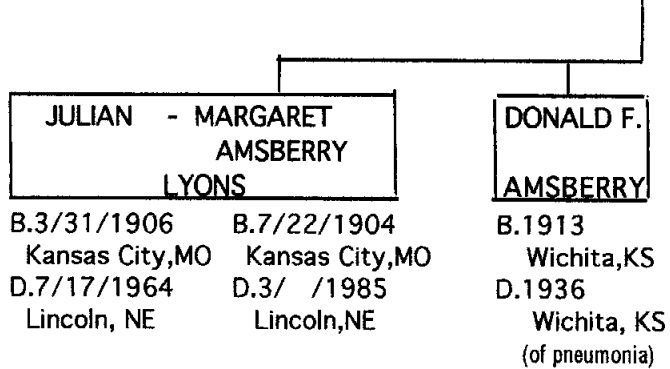 JULIAN - MARGARET
AMSBERRY
LYONS
B.3/31/1906 B.7/22/1904
Kansas City,MO Kansas City,MO
D.7/17/1964 D.3/ /1985
Lincoln, NE Lincoln,NE
DONALD F.
AMSBERRY
B.1913
Wichita,KS
D.1936
Wichita, KS
(of pneumonia)